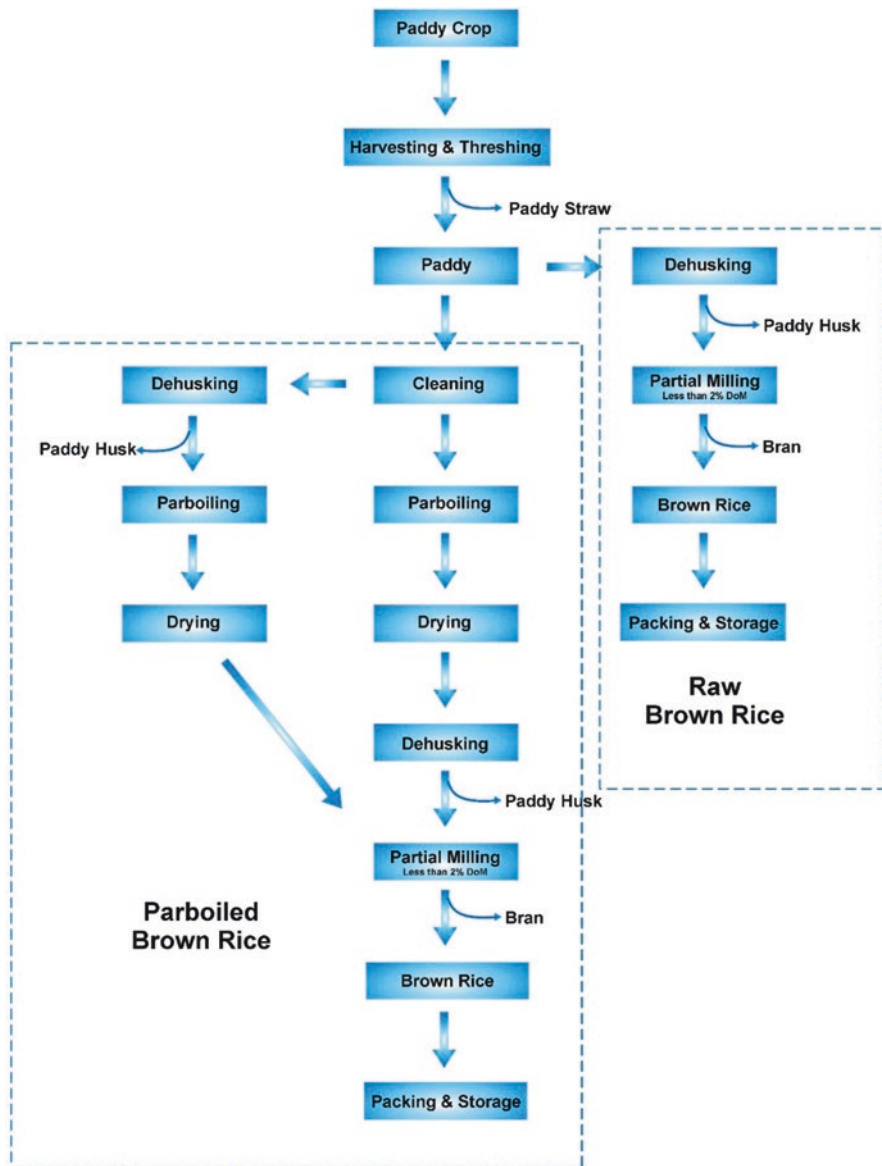 Paddy Crop
Harvesting & Threshing
Paddy Straw
Paddy
Dehusking
Paddy Husk
Partial Milling
Less than 2% DoM
Bran
Brown Rice
Packing & Storage
Raw
Brown Rice
Dehusking
Cleaning
Paddy Husk
Parboiling
Parboiling
Drying
Drying
Dehusking
Paddy Husk
Partial Milling
Less than 2% DoM
Bran
Brown Rice
Packing & Storage
Parboiled
Brown Rice